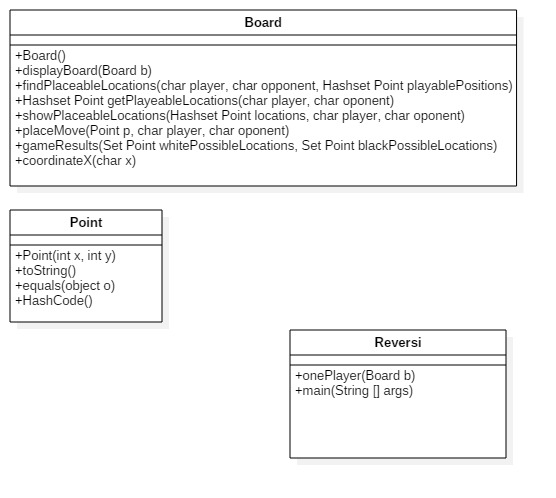 Board
+Board()
+displayBoard(Board b)
+findPlaceableLocations(char player, char opponent, Hashset Point playablePositions)
+Hashset Point getPlayeableLocations(char player, char oponent)
+showPlaceableLocations(Hashset Point locations, char player, char oponent)
+placeMove(Point p, char player, char oponent)
+gameResults(Set Point whitePossibleLocations, Set Point blackPossibleLocations)
+coordinateX(char x)
Point
+Point(int x, int y)
+toString()
+equals(object o)
+HashCode()
Reversi
+onePlayer(Board b)
+main(String [] args)